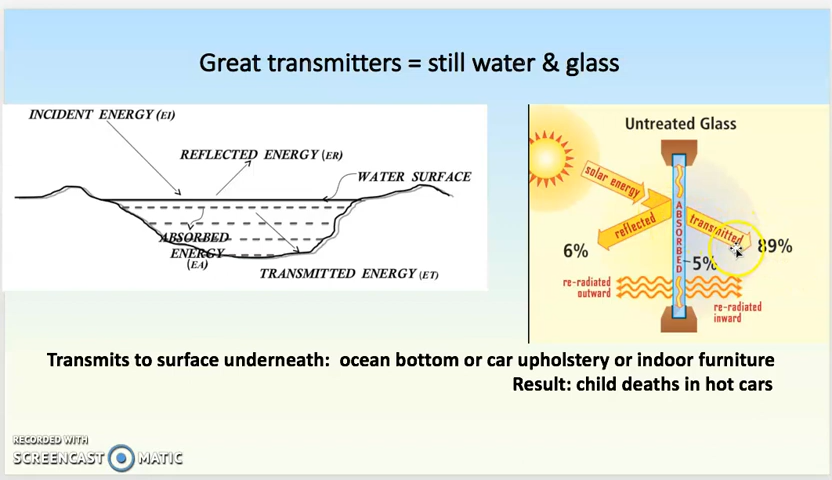 Great transmitters = still water & glass
INCIDENT ENERGY (EI)
REFLECTED ENERGY (ER)
WATER SURFACE
ABSORBED
ENERGY
(EA)
TRANSMITTED ENERGY (ET)
Untreated Glass
solar energy
reflected
ABSORBED
transmitted
6%
89%
5%
re-radiated
outward
re-radiated
inward
Transmits to surface underneath: ocean bottom or car upholstery or indoor furniture
Result: child deaths in hot cars
RECORDED WITH
SCREENCAST MATIC